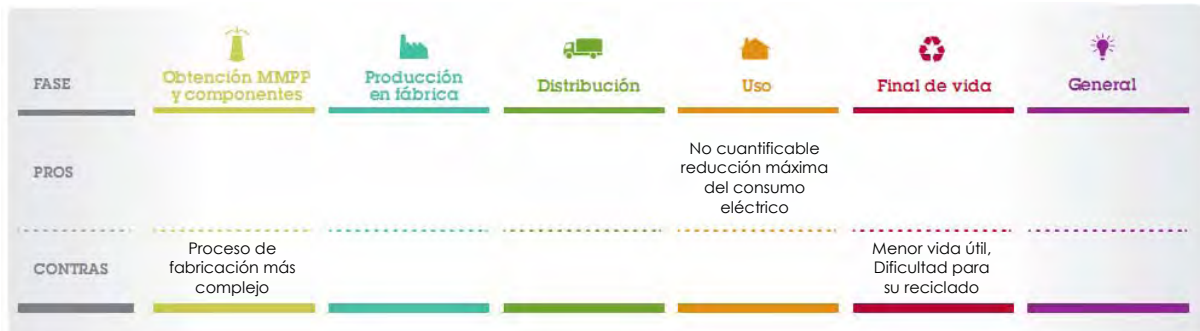 FASE
Obtención MMPP
y componentes
Producción
en fábrica
Distribución
Uso
Final de vida
General
PROS
No cuantificable
reducción máxima
del consumo
eléctrico
CONTRAS
Proceso de
fabricación más
complejo
Menor vida útil,
Dificultad para
su reciclado